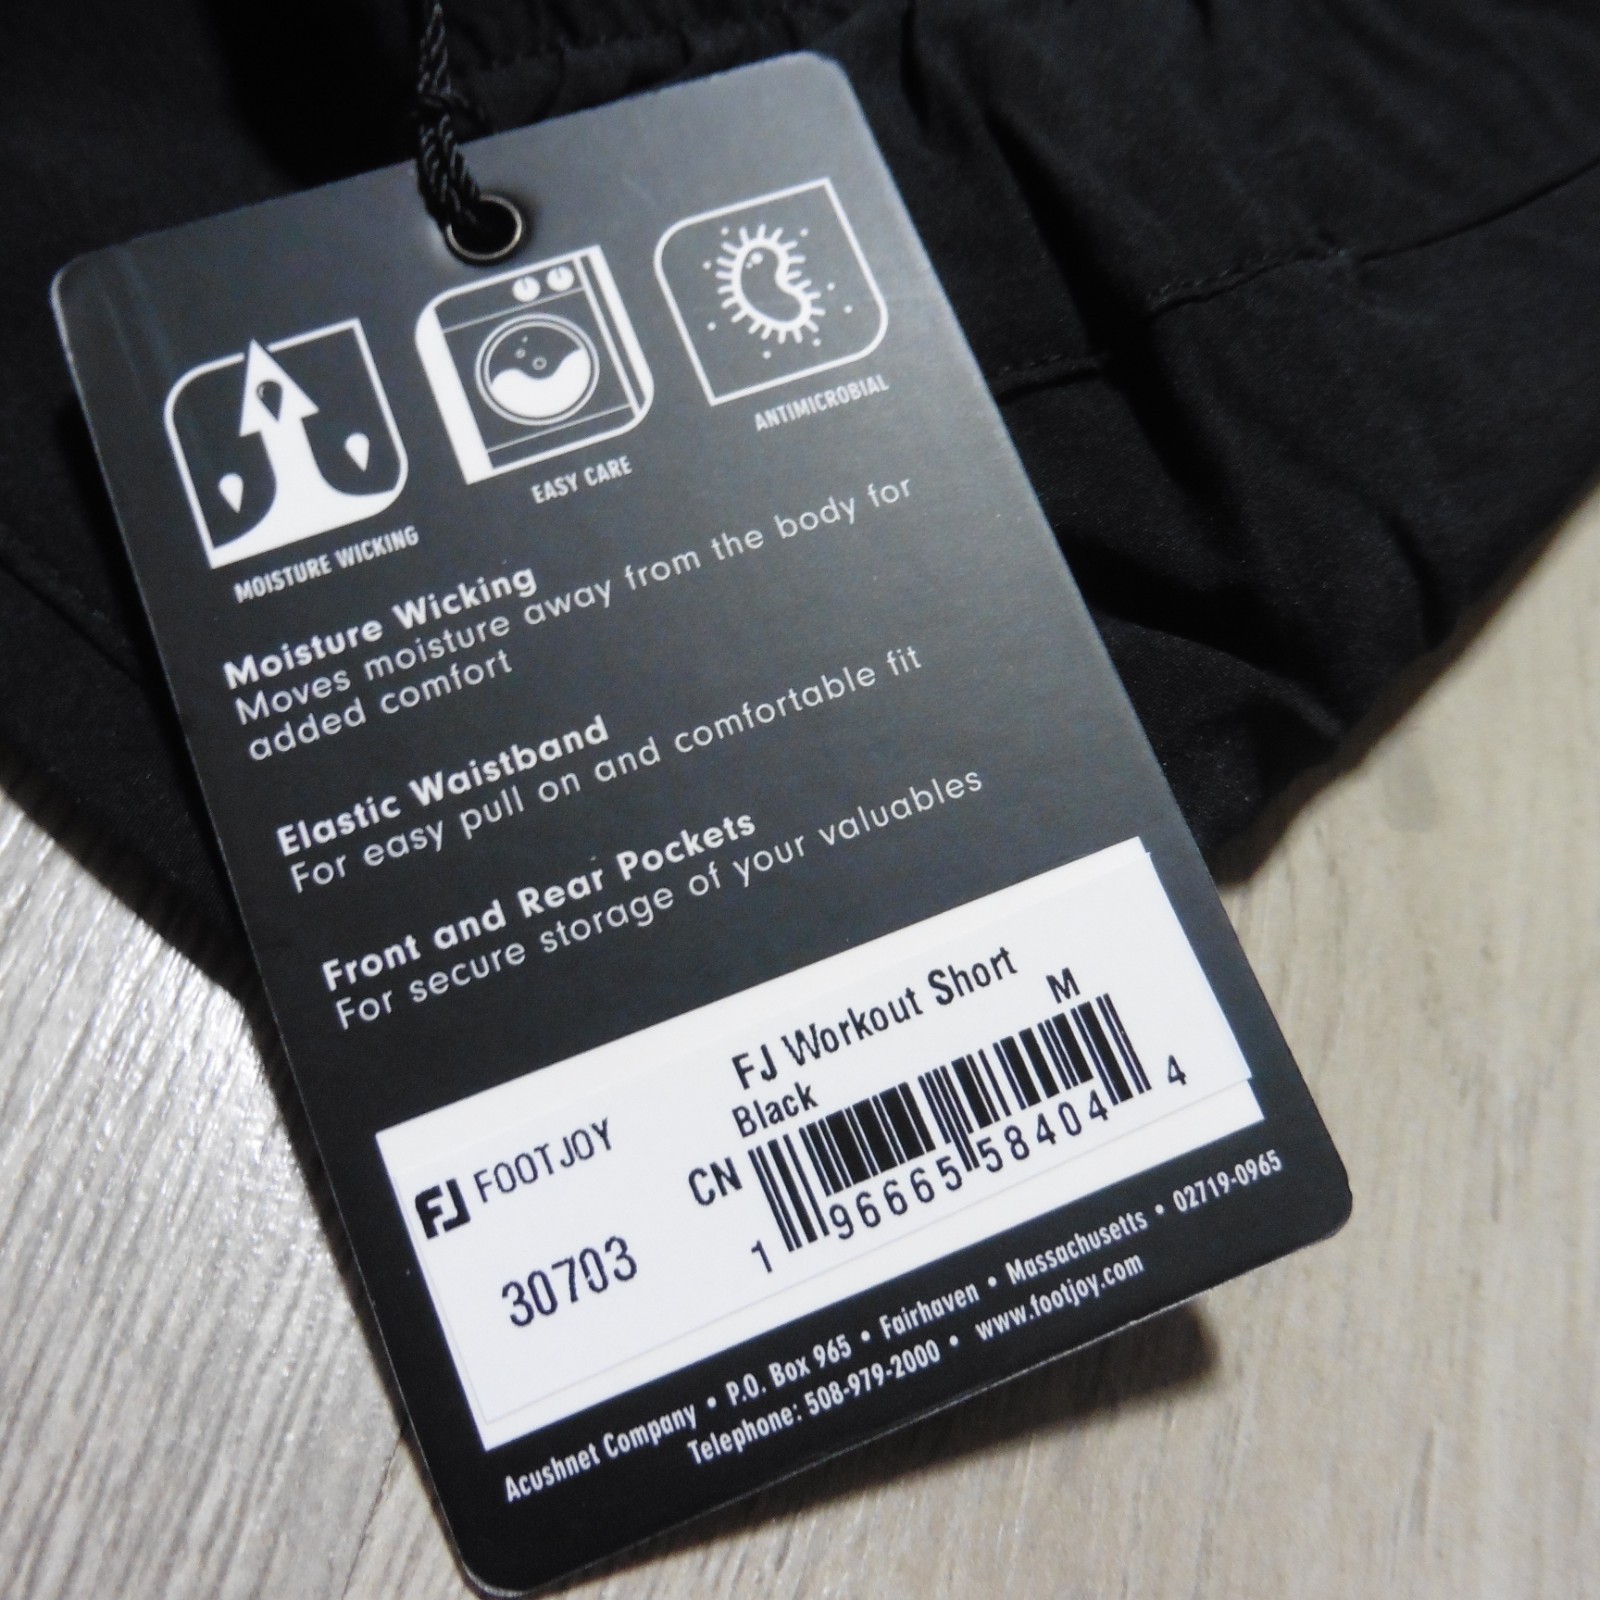 MOISTURE WICKING
EASY CARE
ANTIMICROBIAL
Moisture Wicking
Moves moisture away from the body for
added comfort
Elastic Waistband
For easy pull on and comfortable fit
Front and Rear Pockets
For secure storage of your valuables
FJ Workout Short
Black M
FJ FOOTJOY
CN
30703
1 96665 58404 4
Acushnet Company • P.O. Box 965 • Fairhaven • Massachusetts • 02719-0965
Telephone: 508-979-2000 • www.footjoy.com